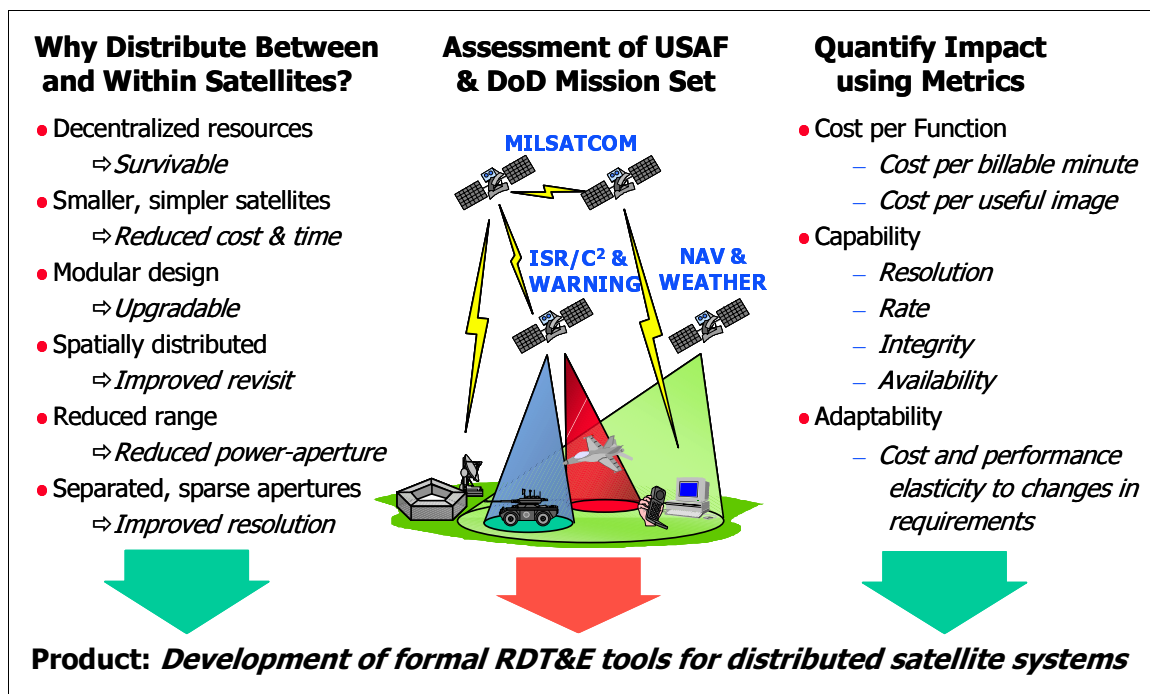 Why Distribute Between
and Within Satellites?
• Decentralized resources
⇨Survivable
• Smaller, simpler satellites
⇨Reduced cost & time
• Modular design
⇨Upgradable
• Spatially distributed
⇨Improved revisit
• Reduced range
⇨Reduced power-aperture
• Separated, sparse apertures
⇨Improved resolution
Assessment of USAF
& DoD Mission Set
MILSATCOM
ISR/C² &
WARNING
NAV &
WEATHER
Quantify Impact
using Metrics
• Cost per Function
– Cost per billable minute
– Cost per useful image
• Capability
– Resolution
– Rate
– Integrity
– Availability
• Adaptability
– Cost and performance
elasticity to changes in
requirements
Product: Development of formal RDT&E tools for distributed satellite systems